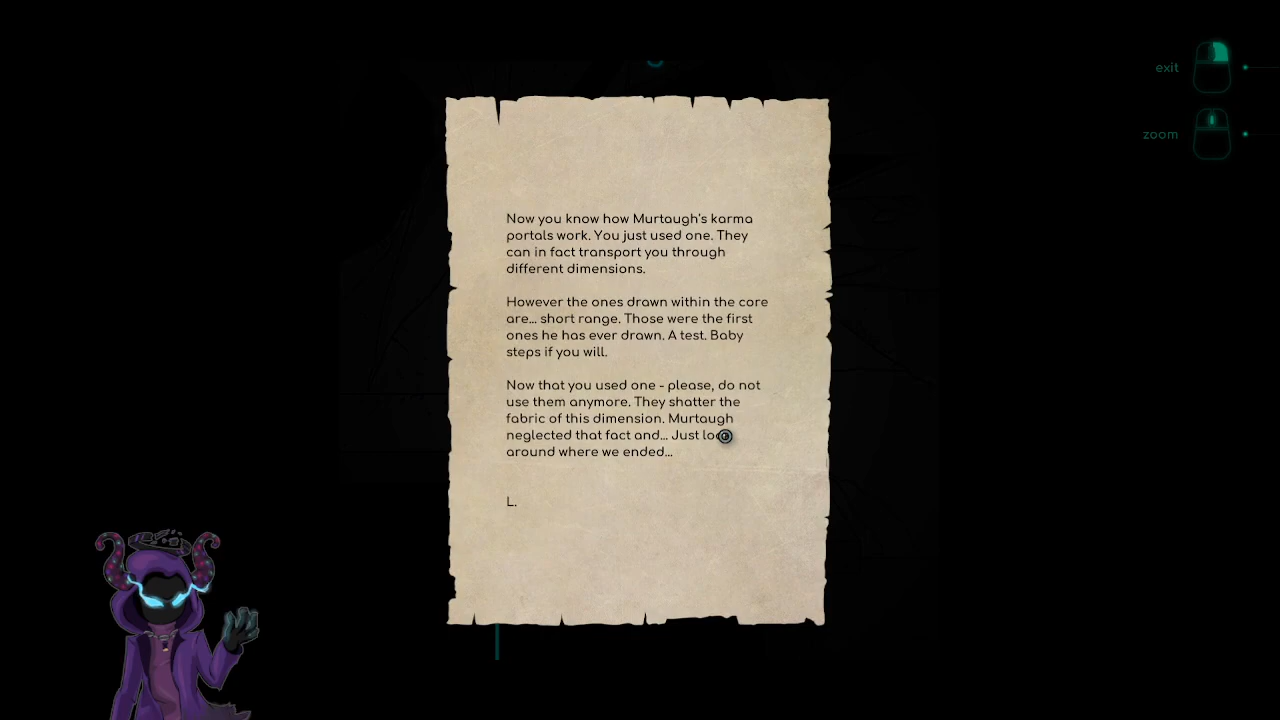 exit
zoom
Now you know how Murtaugh's karma
portals work. You just used one. They
can in fact transport you through
different dimensions.
However the ones drawn within the core
are... short range. Those were the first
ones he has ever drawn. A test. Baby
steps if you will.
Now that you used one - please, do not
use them anymore. They shatter the
fabric of this dimension. Murtaugh
neglected that fact and... Just
around where we ended...
L.